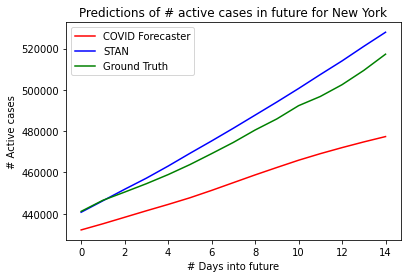 Predictions of # active cases in future for New York
COVID Forecaster
STAN
Ground Truth
# Active cases
520000
500000
480000
460000
440000
0 2 4 6 8 10 12 14
# Days into future